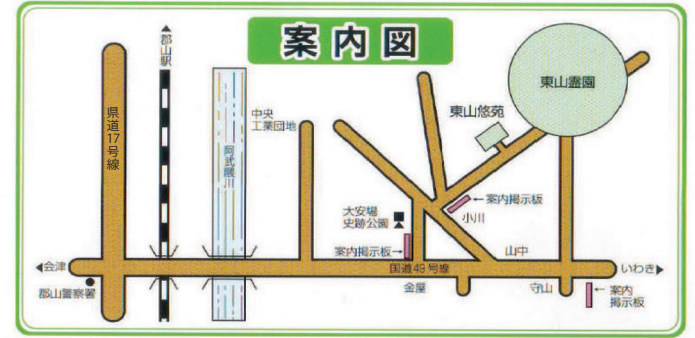 案内図
▲郡山駅
県道17号線
阿武隈川
中央
工業団地
東山霊園
東山悠苑
←案内掲示板
小川
大安場
史跡公園
案内掲示板→
山中
◀会津
国道49号線
いわき▶
郡山警察署
金屋
守山
←案内
掲示板